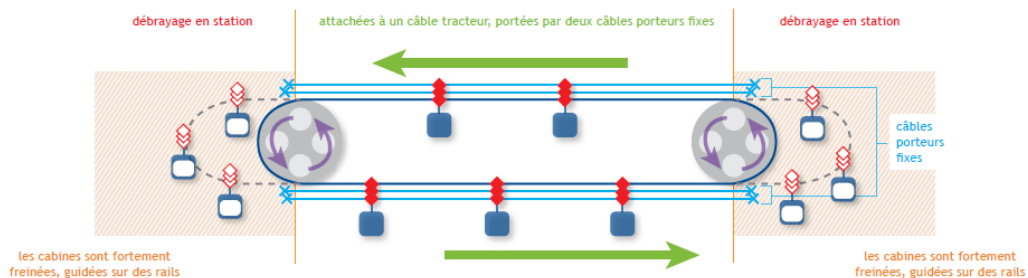 débrayage en station
attachées à un câble tracteur, portées par deux câbles porteurs fixes
débrayage en station
câbles
porteurs
fixes
les cabines sont fortement
freinées, guidées sur des rails
les cabines sont fortement
freinées, guidées sur des rails